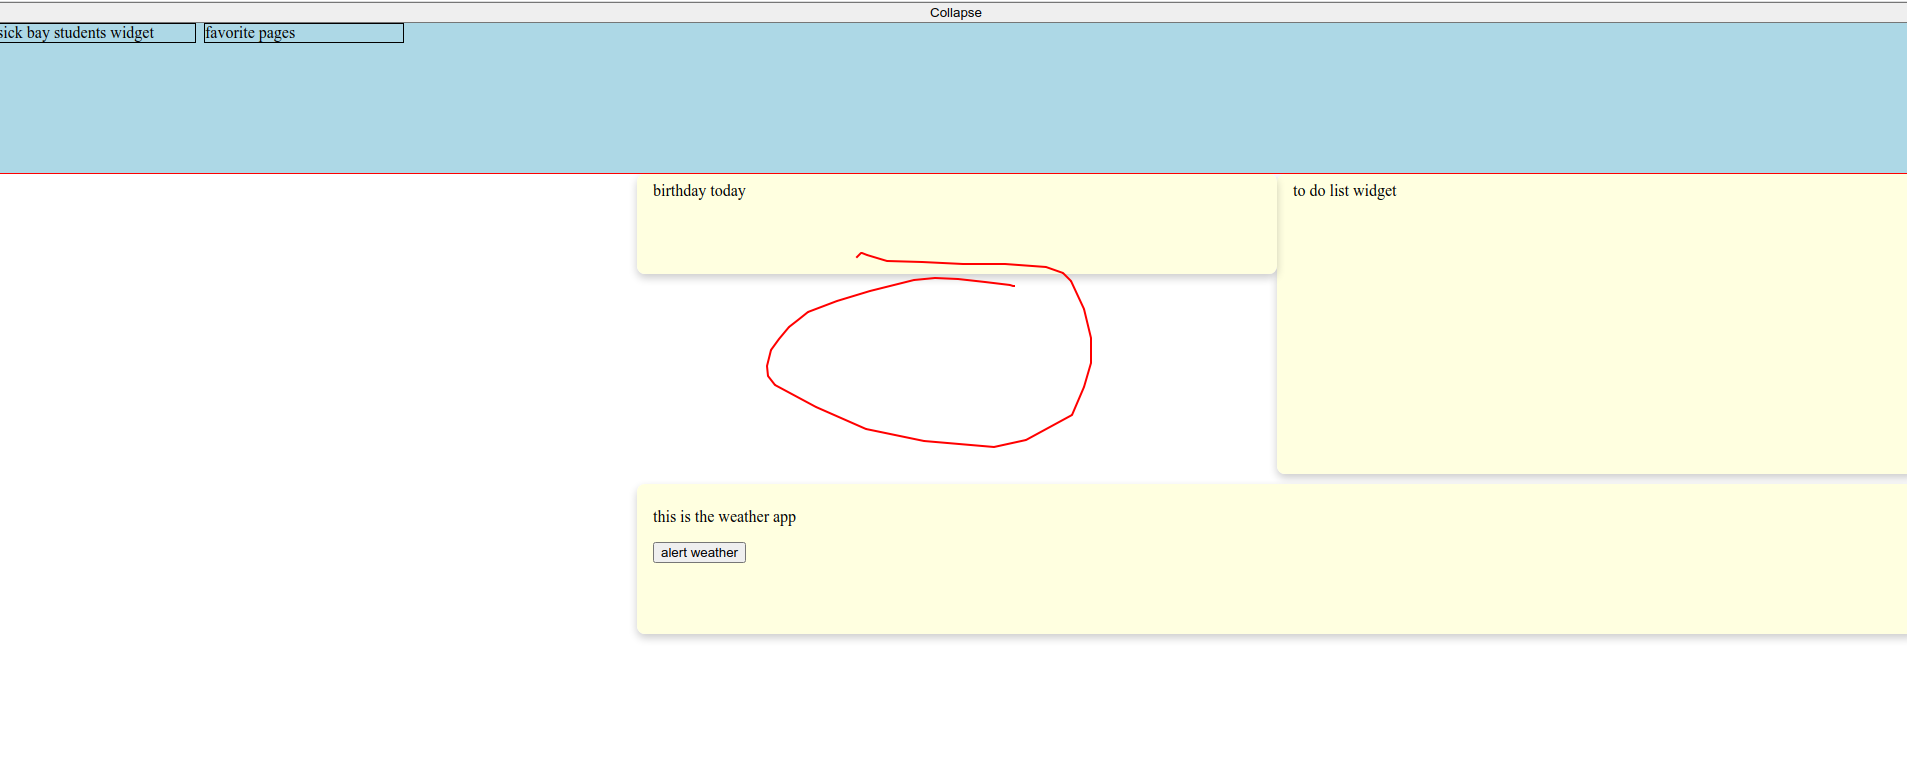 Collapse
sick bay students widget favorite pages
birthday today to do list widget
this is the weather app
alert weather